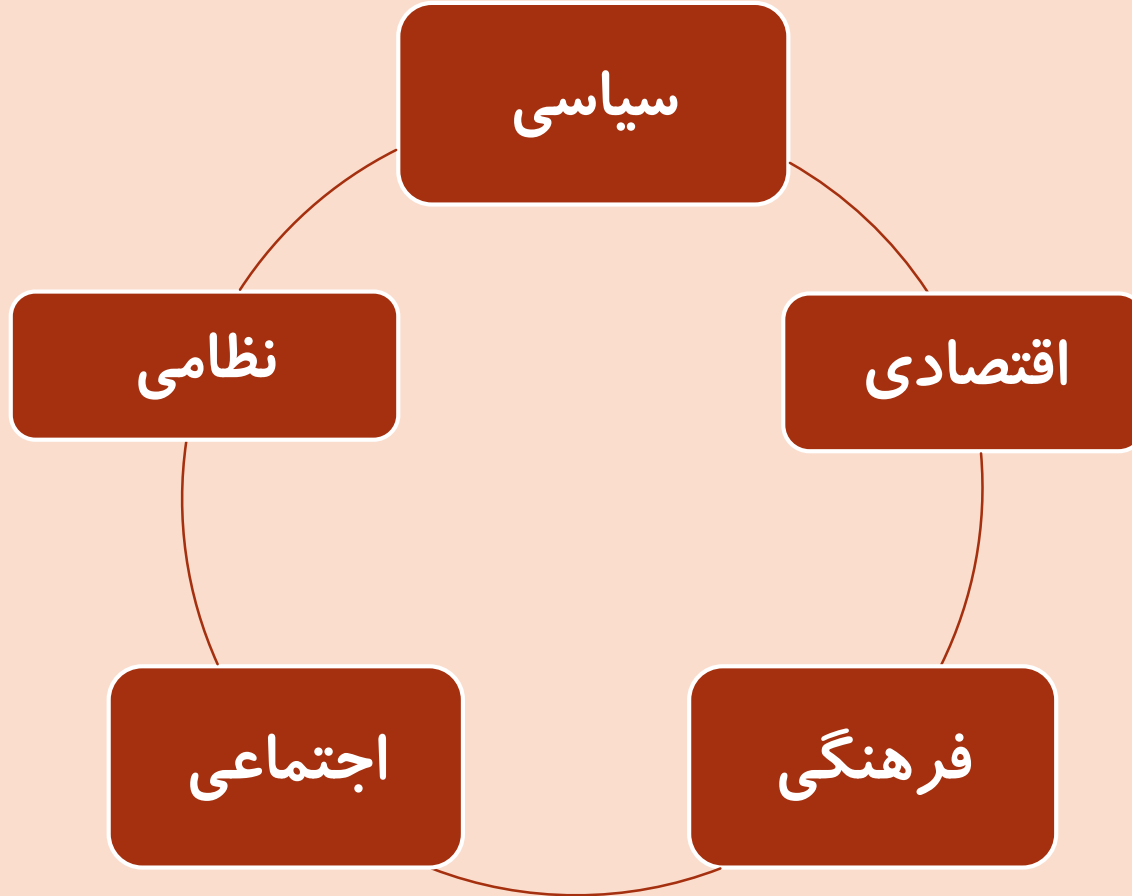 سیاسی
اقتصادی
فرهنگی
اجتماعی
نظامی